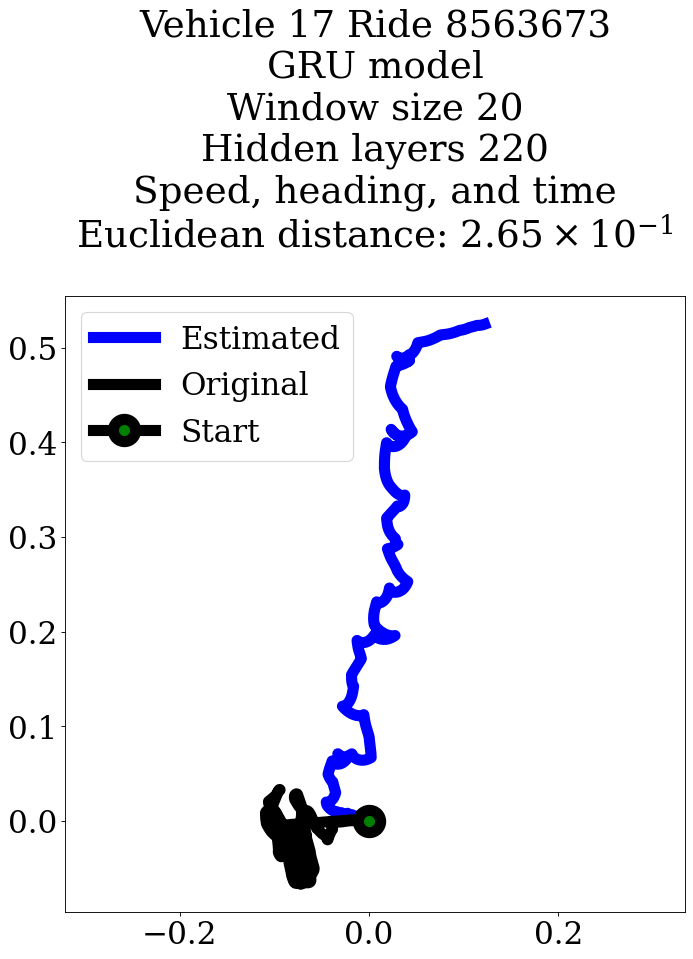 Vehicle 17 Ride 8563673
GRU model
Window size 20
Hidden layers 220
Speed, heading, and time
Euclidean distance: 2.65 × 10⁻¹
Estimated
Original
Start
0.5
0.4
0.3
0.2
0.1
0.0
−0.2 0.0 0.2